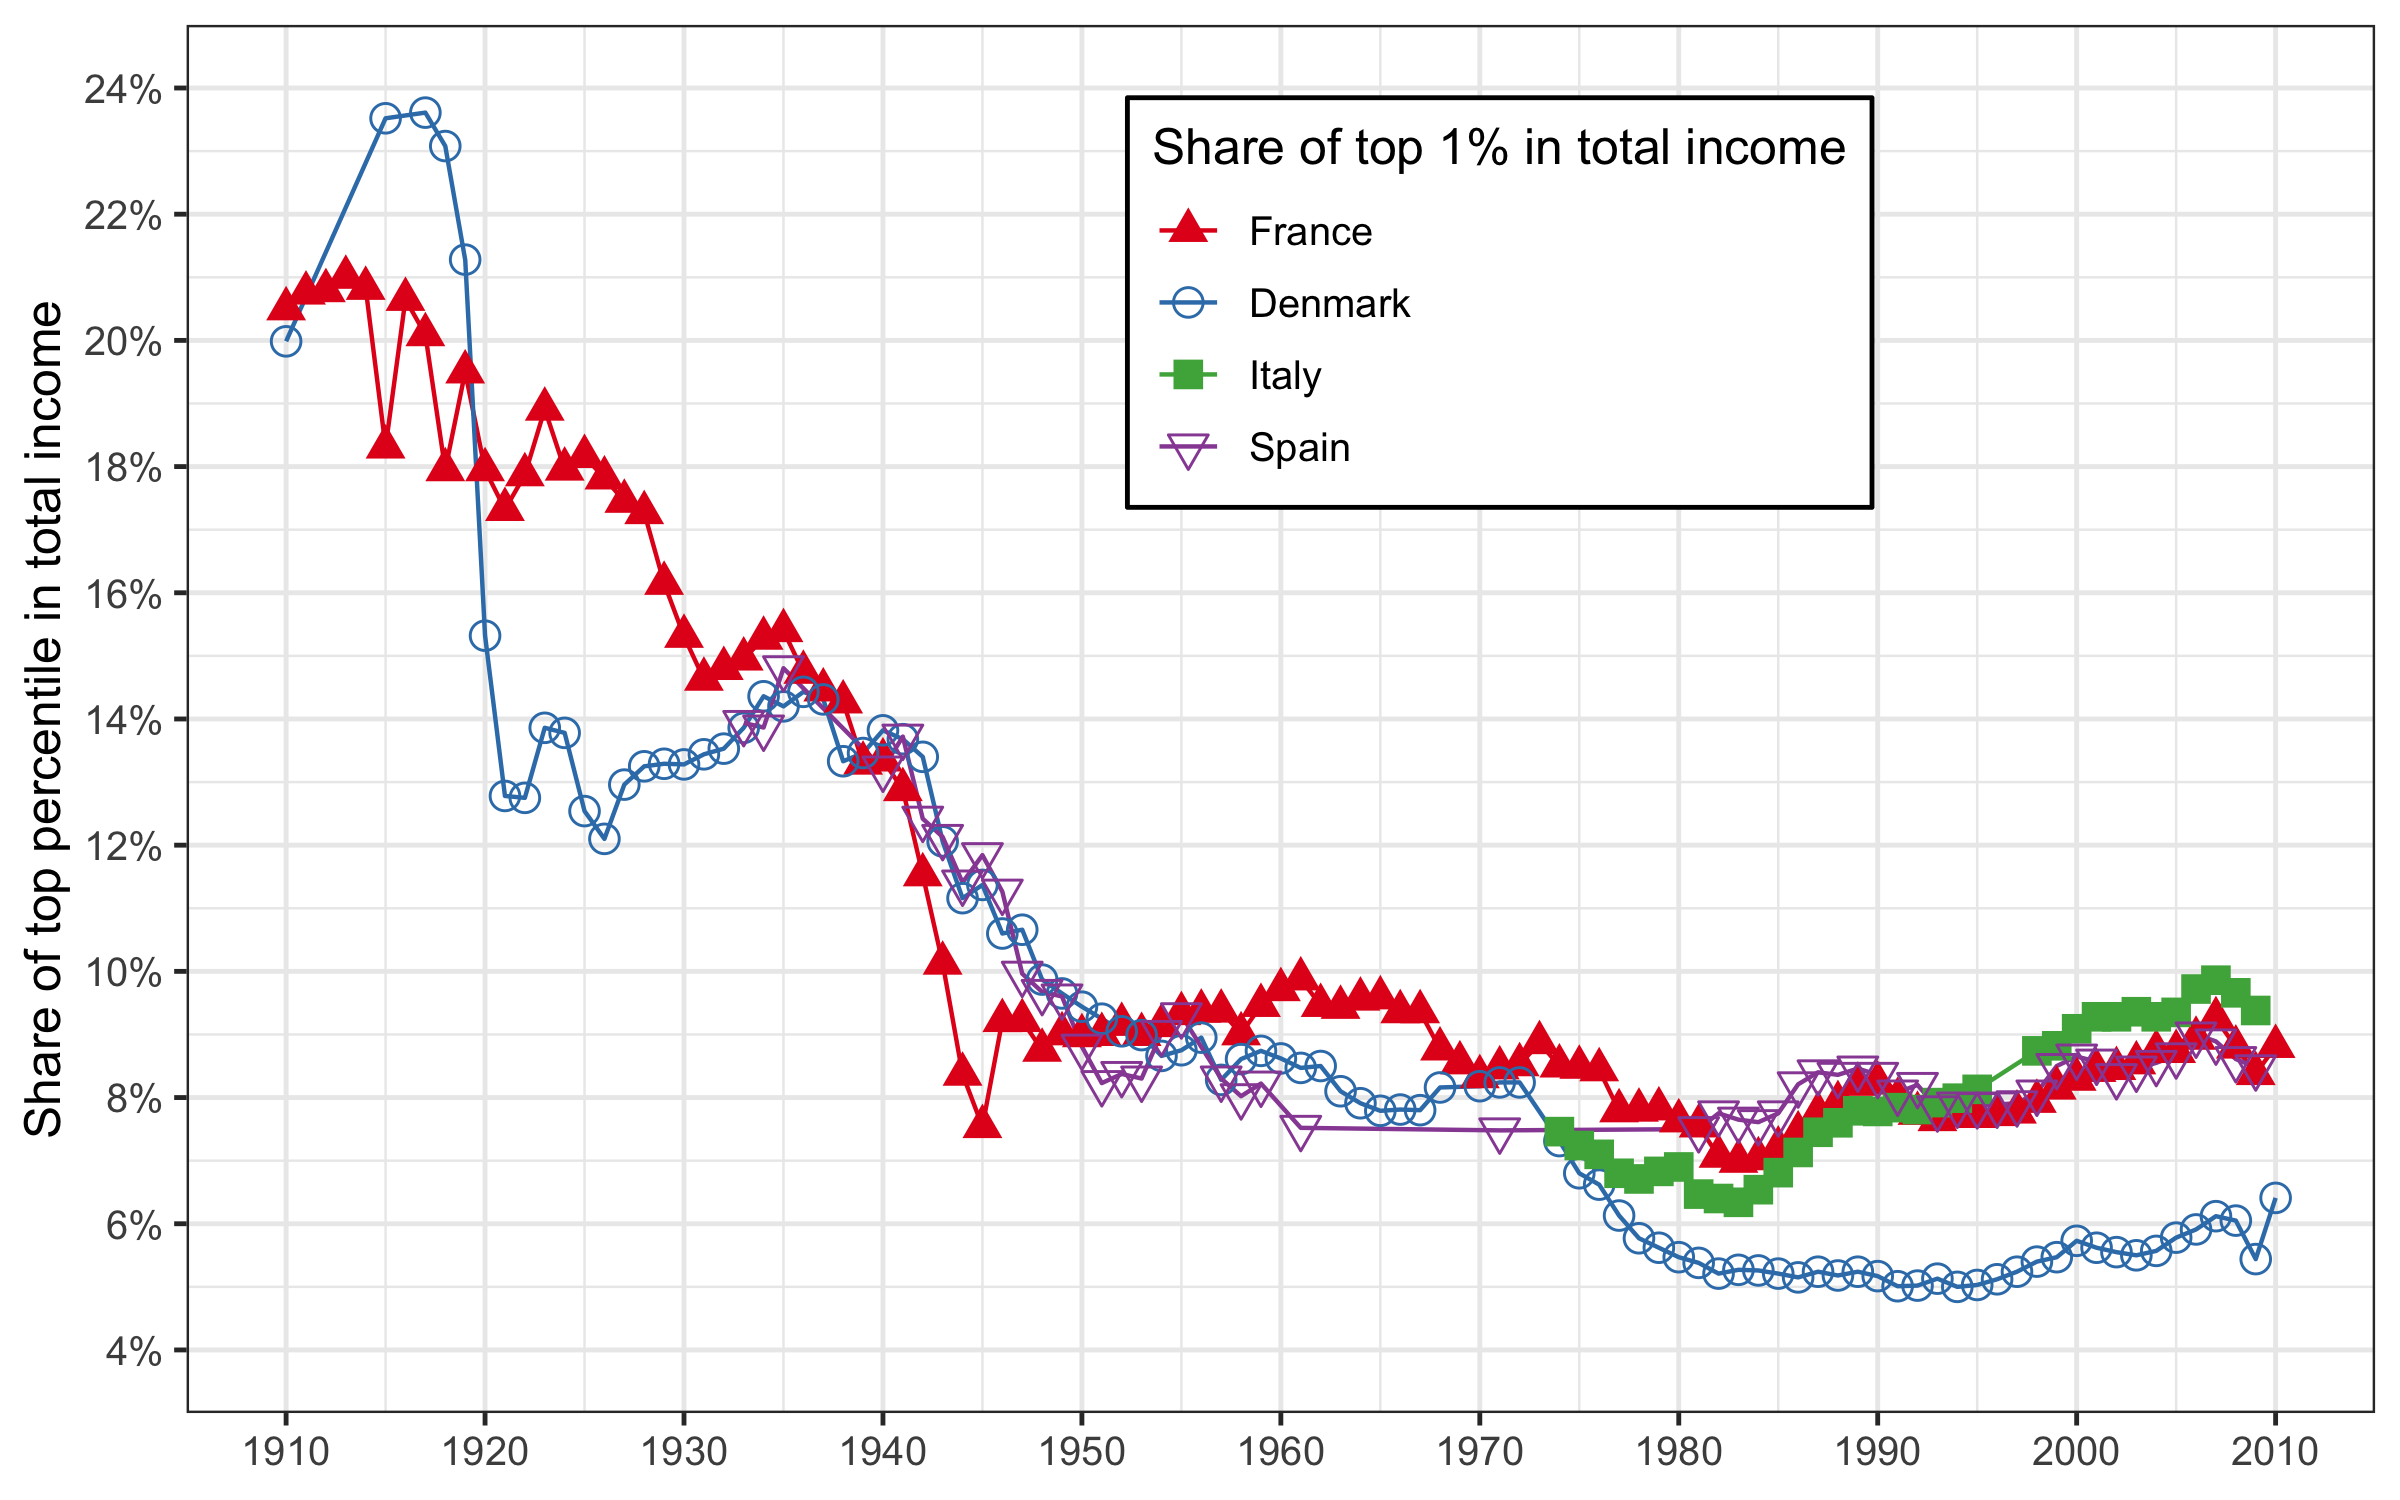 Share of top percentile in total income
24%
22%
20%
18%
16%
14%
12%
10%
8%
6%
4%
Share of top 1% in total income
France
Denmark
Italy
Spain
1910 1920 1930 1940 1950 1960 1970 1980 1990 2000 2010